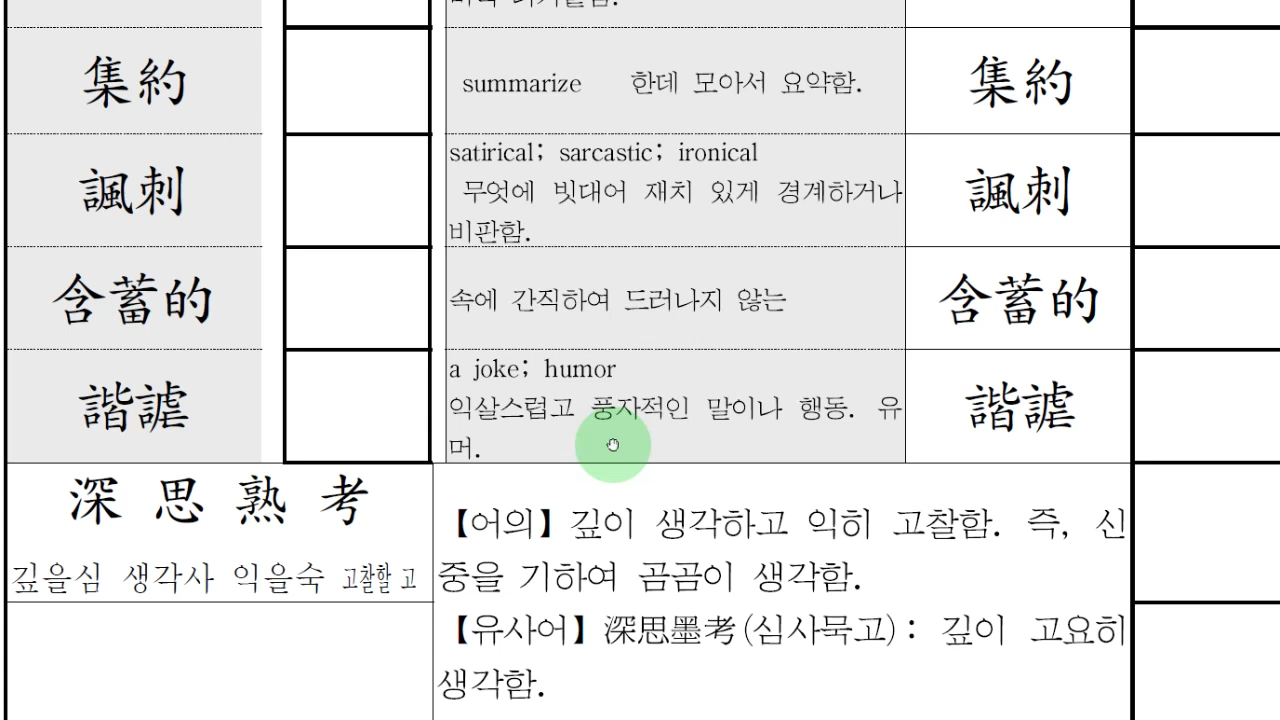 集約
summarize 한데 모아서 요약함.
集約
諷刺
satirical; sarcastic; ironical
무엇에 빗대어 재치 있게 경계하거나
비판함.
諷刺
含蓄的
속에 간직하여 드러나지 않는
含蓄的
諧謔
a joke; humor
익살스럽고 풍자적인 말이나 행동. 유
머.
諧謔
深 思 熟 考
깊을심 생각사 익을숙 고찰할 고
【어의】깊이 생각하고 익히 고찰함. 즉, 신
중을 기하여 곰곰이 생각함.
【유사어】深思墨考(심사묵고): 깊이 고요히
생각함.